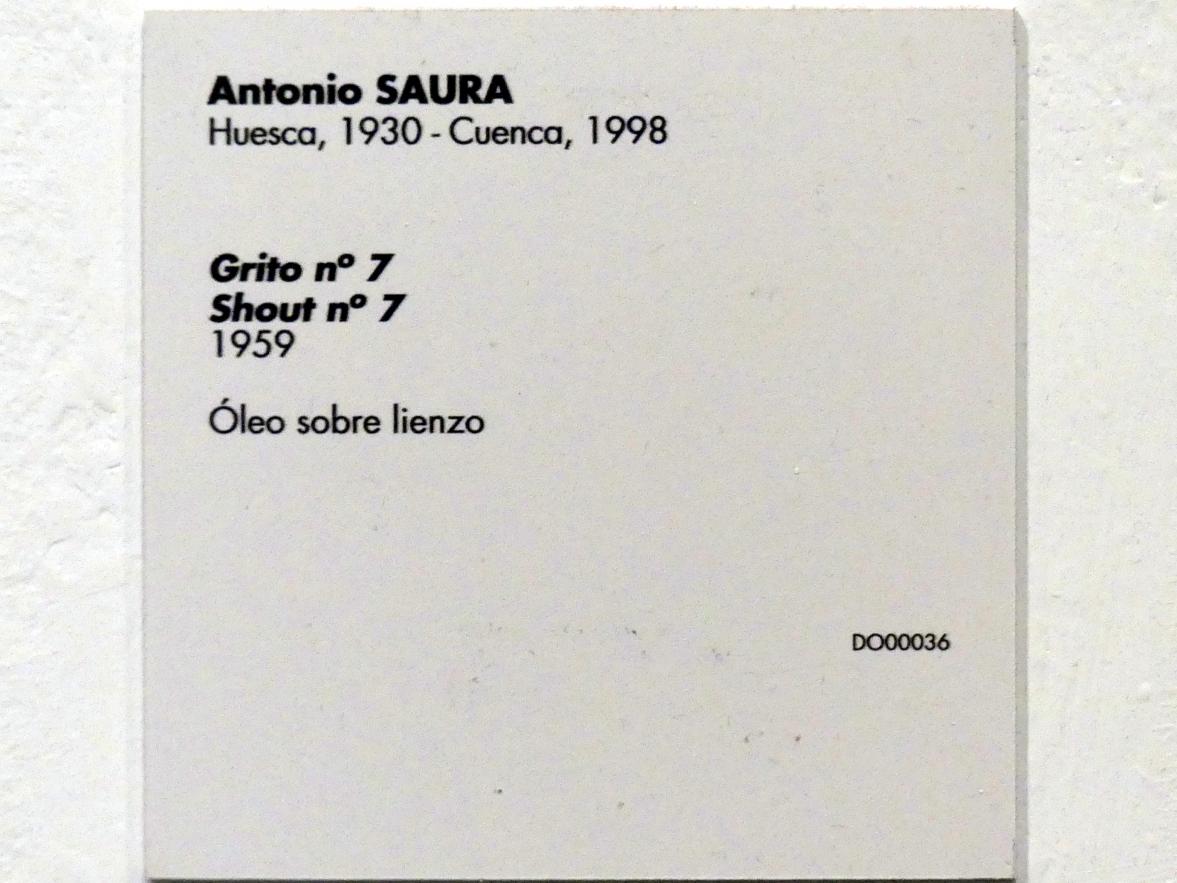 Antonio SAURA
Huesca, 1930 - Cuenca, 1998
Grito nº 7
Shout nº 7
1959
Óleo sobre lienzo
DO00036